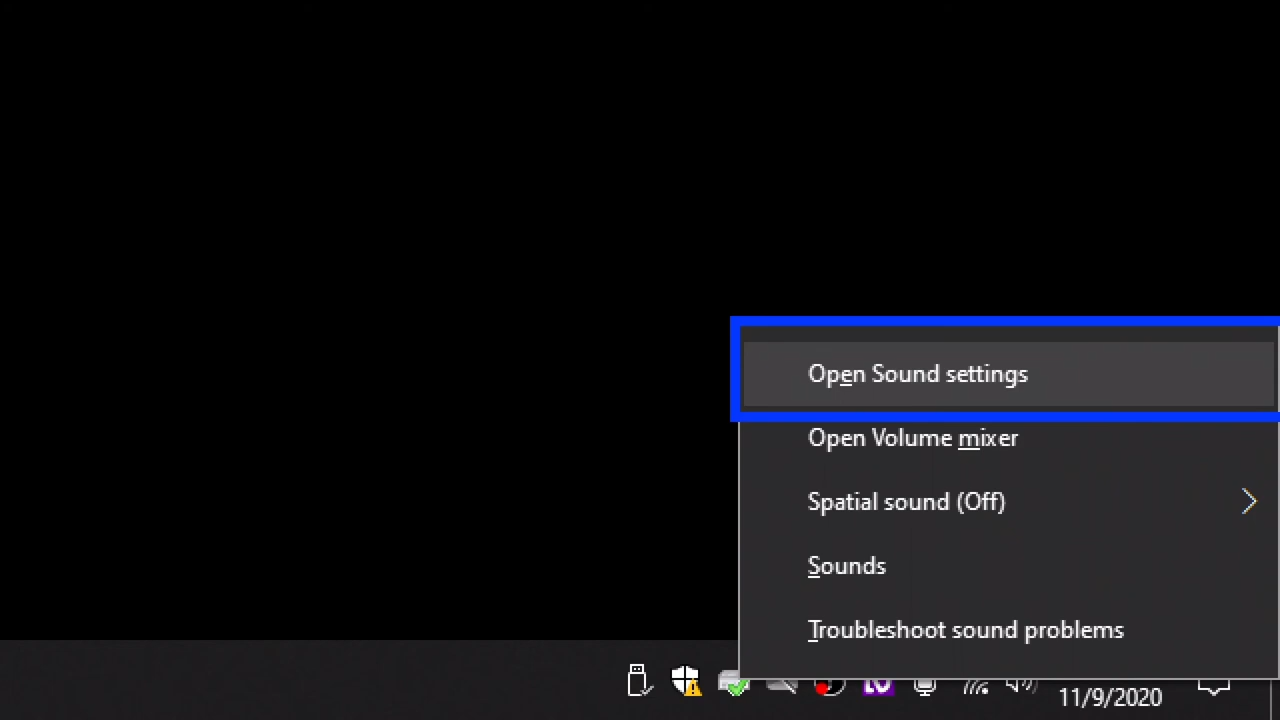 Open Sound settings
Open Volume mixer
Spatial sound (Off)
Sounds
Troubleshoot sound problems
11/9/2020